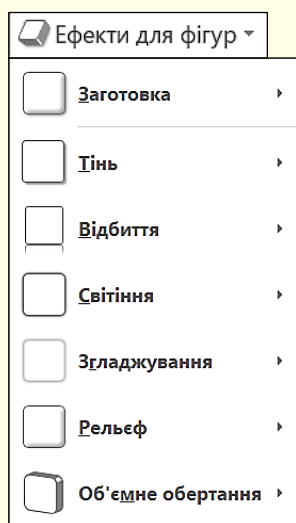 Ефекти для фігур
Заготовка
Тінь
Відбиття
Світіння
Згладжування
Рельєф
Об'ємне обертання